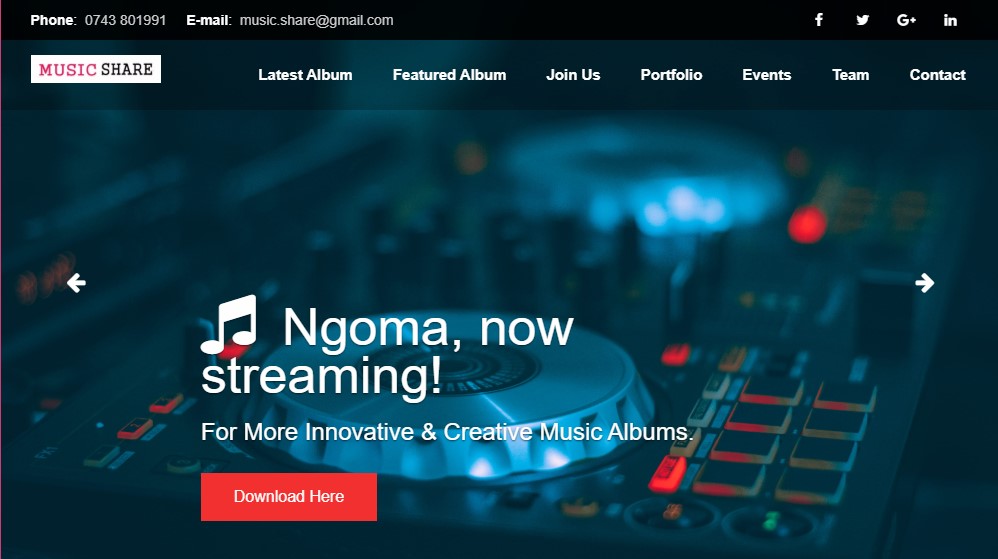 Phone: 0743 801991 E-mail: music.share@gmail.com
MUSIC SHARE
Latest Album Featured Album Join Us Portfolio Events Team Contact
Ngoma, now
streaming!
For More Innovative & Creative Music Albums.
Download Here